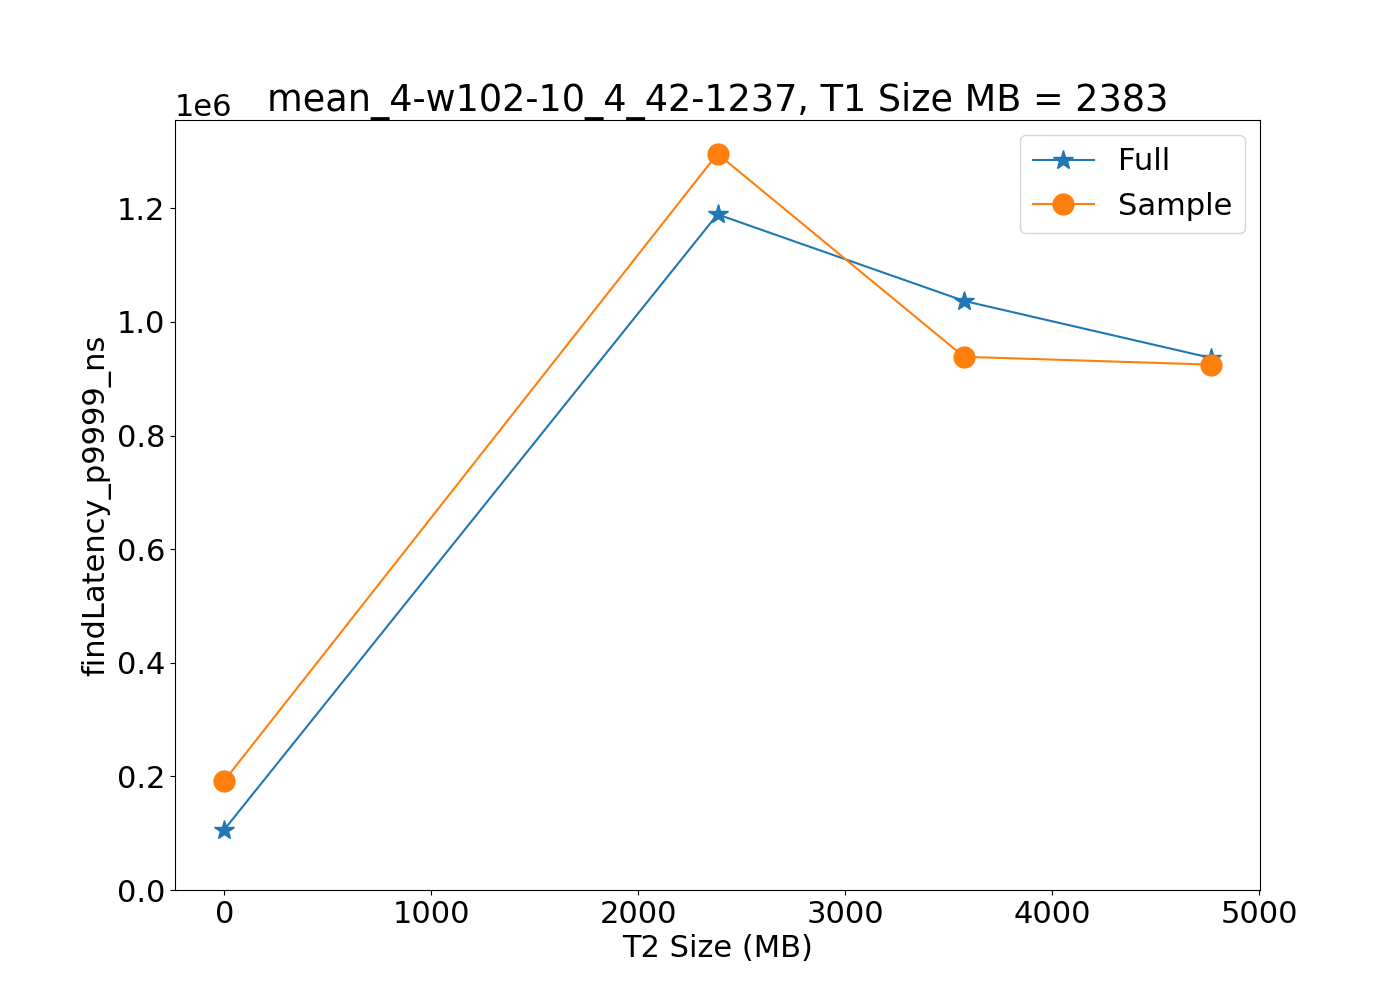 mean_4-w102-10_4_42-1237, T1 Size MB = 2383
1e6
Full
Sample
1.2
1.0
0.8
0.6
0.4
0.2
0.0
findLatency_p9999_ns
0 1000 2000 3000 4000 5000
T2 Size (MB)